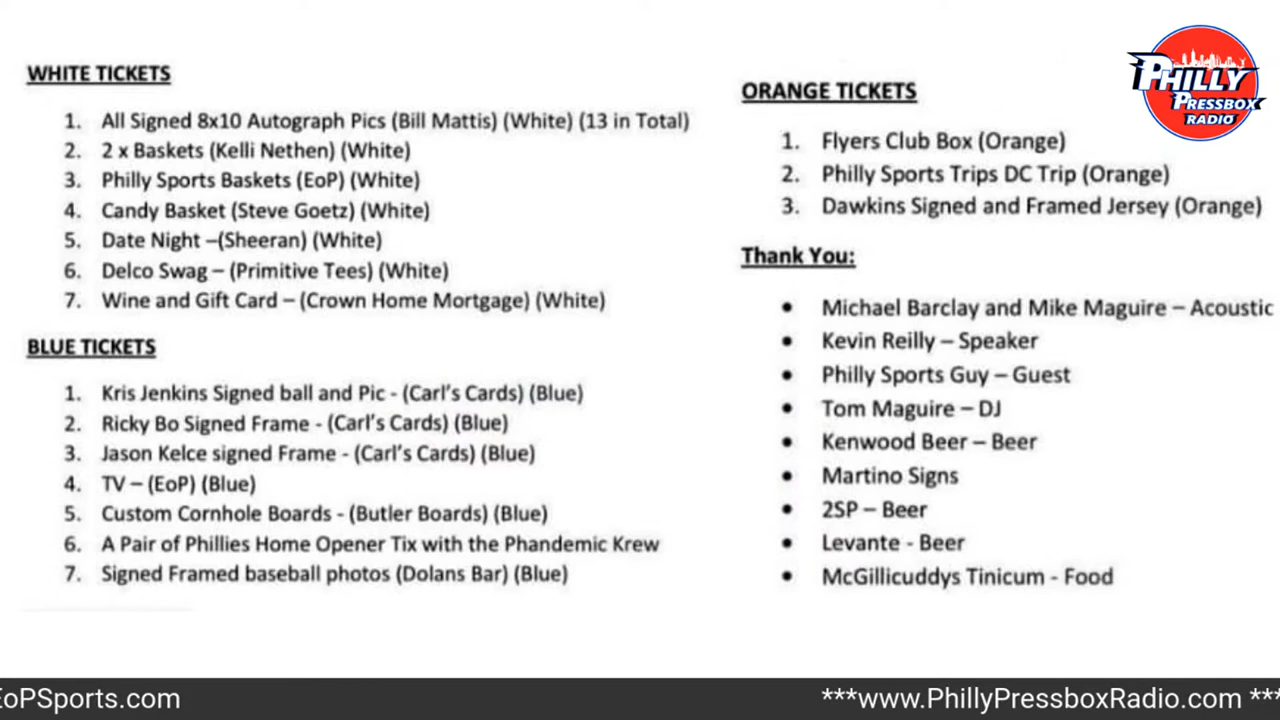 WHITE TICKETS
1. All Signed 8x10 Autograph Pics (Bill Mattis) (White) (13 in Total)
2. 2 x Baskets (Kelli Nethen) (White)
3. Philly Sports Baskets (EoP) (White)
4. Candy Basket (Steve Goetz) (White)
5. Date Night –(Sheeran) (White)
6. Delco Swag – (Primitive Tees) (White)
7. Wine and Gift Card – (Crown Home Mortgage) (White)
BLUE TICKETS
1. Kris Jenkins Signed ball and Pic - (Carl's Cards) (Blue)
2. Ricky Bo Signed Frame - (Carl's Cards) (Blue)
3. Jason Kelce signed Frame - (Carl's Cards) (Blue)
4. TV – (EoP) (Blue)
5. Custom Cornhole Boards - (Butler Boards) (Blue)
6. A Pair of Phillies Home Opener Tix with the Phandemic Krew
7. Signed Framed baseball photos (Dolans Bar) (Blue)
ORANGE TICKETS
1. Flyers Club Box (Orange)
2. Philly Sports Trips DC Trip (Orange)
3. Dawkins Signed and Framed Jersey (Orange)
Thank You:
• Michael Barclay and Mike Maguire – Acoustic
• Kevin Reilly – Speaker
• Philly Sports Guy – Guest
• Tom Maguire – DJ
• Kenwood Beer – Beer
• Martino Signs
• 2SP – Beer
• Levante - Beer
• McGillicuddys Tinicum - Food
PHILLY
PRESSBOX
RADIO
EoPSports.com
***www.PhillyPressboxRadio.com ***